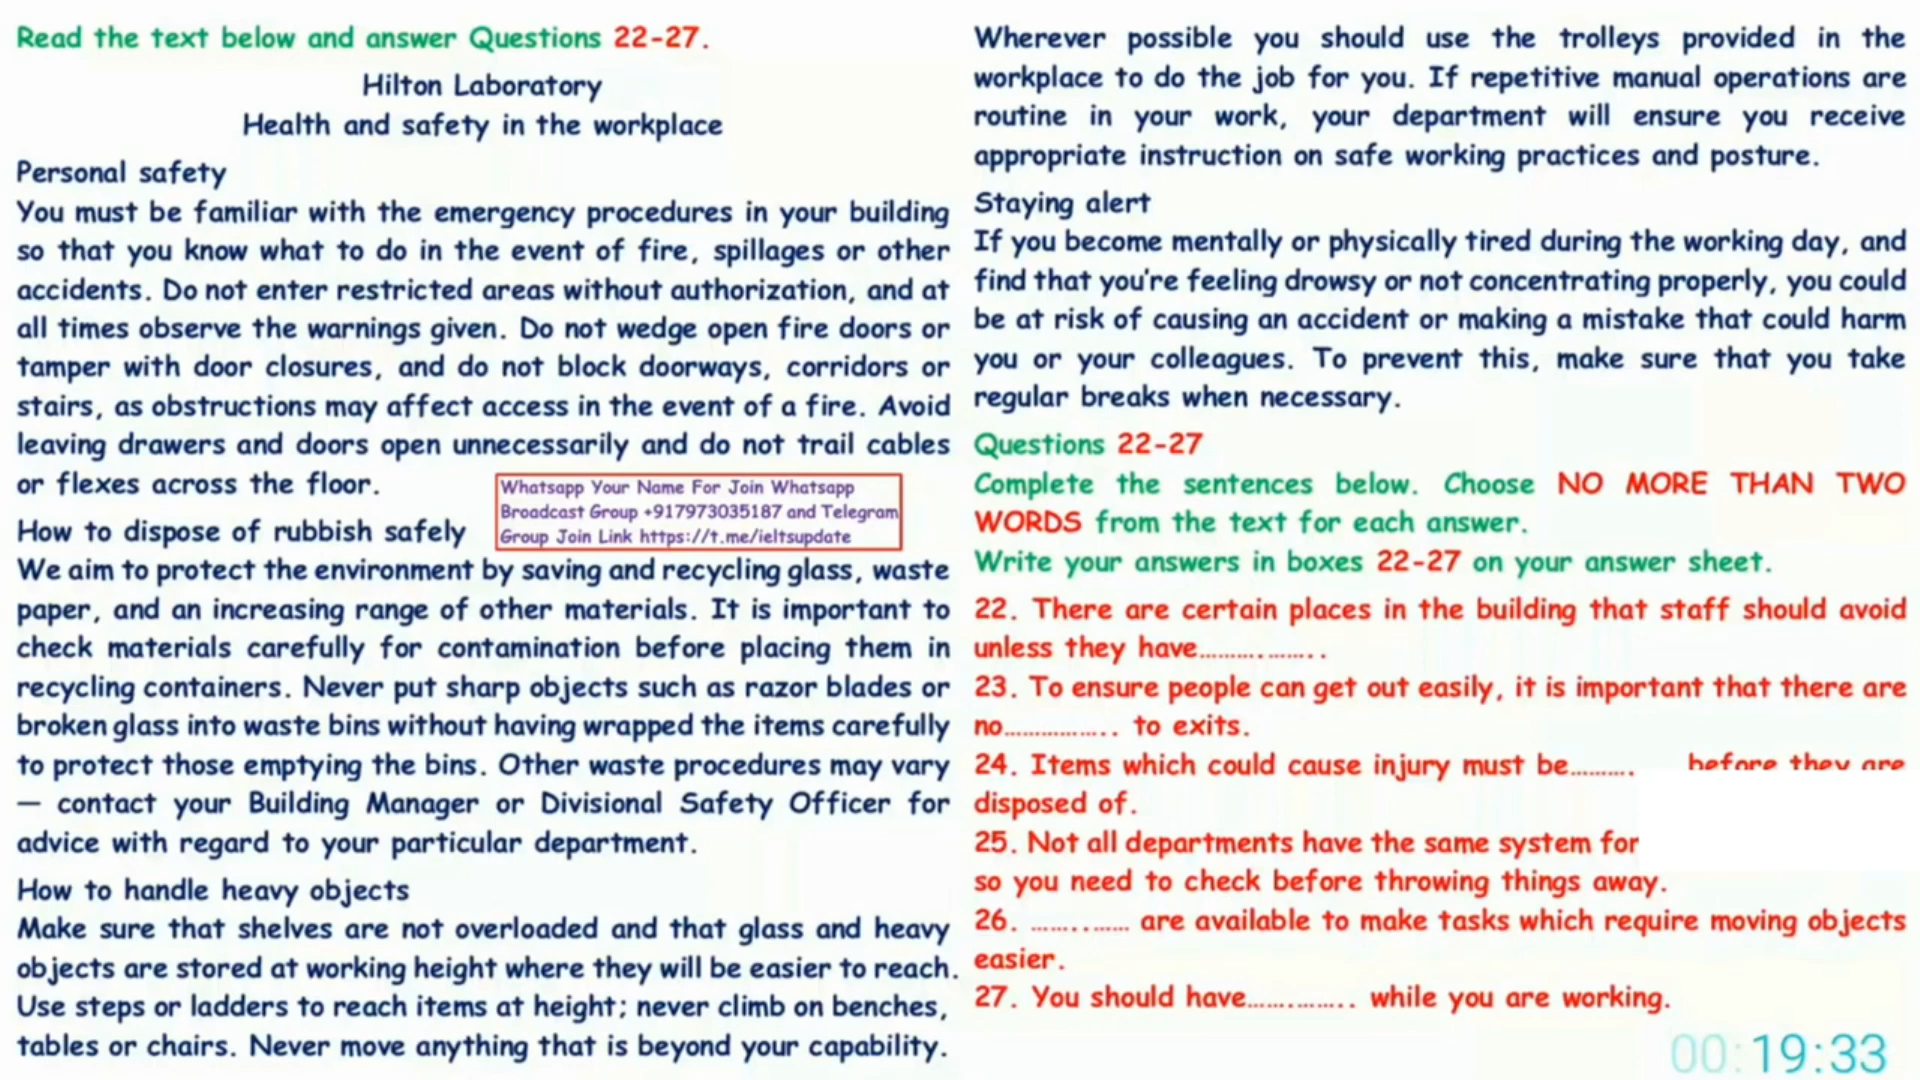 Read the text below and answer Questions 22-27.
Hilton Laboratory
Health and safety in the workplace
Personal safety
You must be familiar with the emergency procedures in your building
so that you know what to do in the event of fire, spillages or other
accidents. Do not enter restricted areas without authorization, and at
all times observe the warnings given. Do not wedge open fire doors or
tamper with door closures, and do not block doorways, corridors or
stairs, as obstructions may affect access in the event of a fire. Avoid
leaving drawers and doors open unnecessarily and do not trail cables
or flexes across the floor.
Whatsapp Your Name For Join Whatsapp
Broadcast Group +917973035187 and Telegram
Group Join Link https://t.me/ieltsupdate
How to dispose of rubbish safely
We aim to protect the environment by saving and recycling glass, waste
paper, and an increasing range of other materials. It is important to
check materials carefully for contamination before placing them in
recycling containers. Never put sharp objects such as razor blades or
broken glass into waste bins without having wrapped the items carefully
to protect those emptying the bins. Other waste procedures may vary
— contact your Building Manager or Divisional Safety Officer for
advice with regard to your particular department.
How to handle heavy objects
Make sure that shelves are not overloaded and that glass and heavy
objects are stored at working height where they will be easier to reach.
Use steps or ladders to reach items at height; never climb on benches,
tables or chairs. Never move anything that is beyond your capability.
Wherever possible you should use the trolleys provided in the
workplace to do the job for you. If repetitive manual operations are
routine in your work, your department will ensure you receive
appropriate instruction on safe working practices and posture.
Staying alert
If you become mentally or physically tired during the working day, and
find that you're feeling drowsy or not concentrating properly, you could
be at risk of causing an accident or making a mistake that could harm
you or your colleagues. To prevent this, make sure that you take
regular breaks when necessary.
Questions 22-27
Complete the sentences below. Choose NO MORE THAN TWO
WORDS from the text for each answer.
Write your answers in boxes 22-27 on your answer sheet.
22. There are certain places in the building that staff should avoid
unless they have……………..
23. To ensure people can get out easily, it is important that there are
no…………….. to exits.
24. Items which could cause injury must be………. before they are
disposed of.
25. Not all departments have the same system for
so you need to check before throwing things away.
26. …………… are available to make tasks which require moving objects
easier.
27. You should have…………….. while you are working.
00:19:33